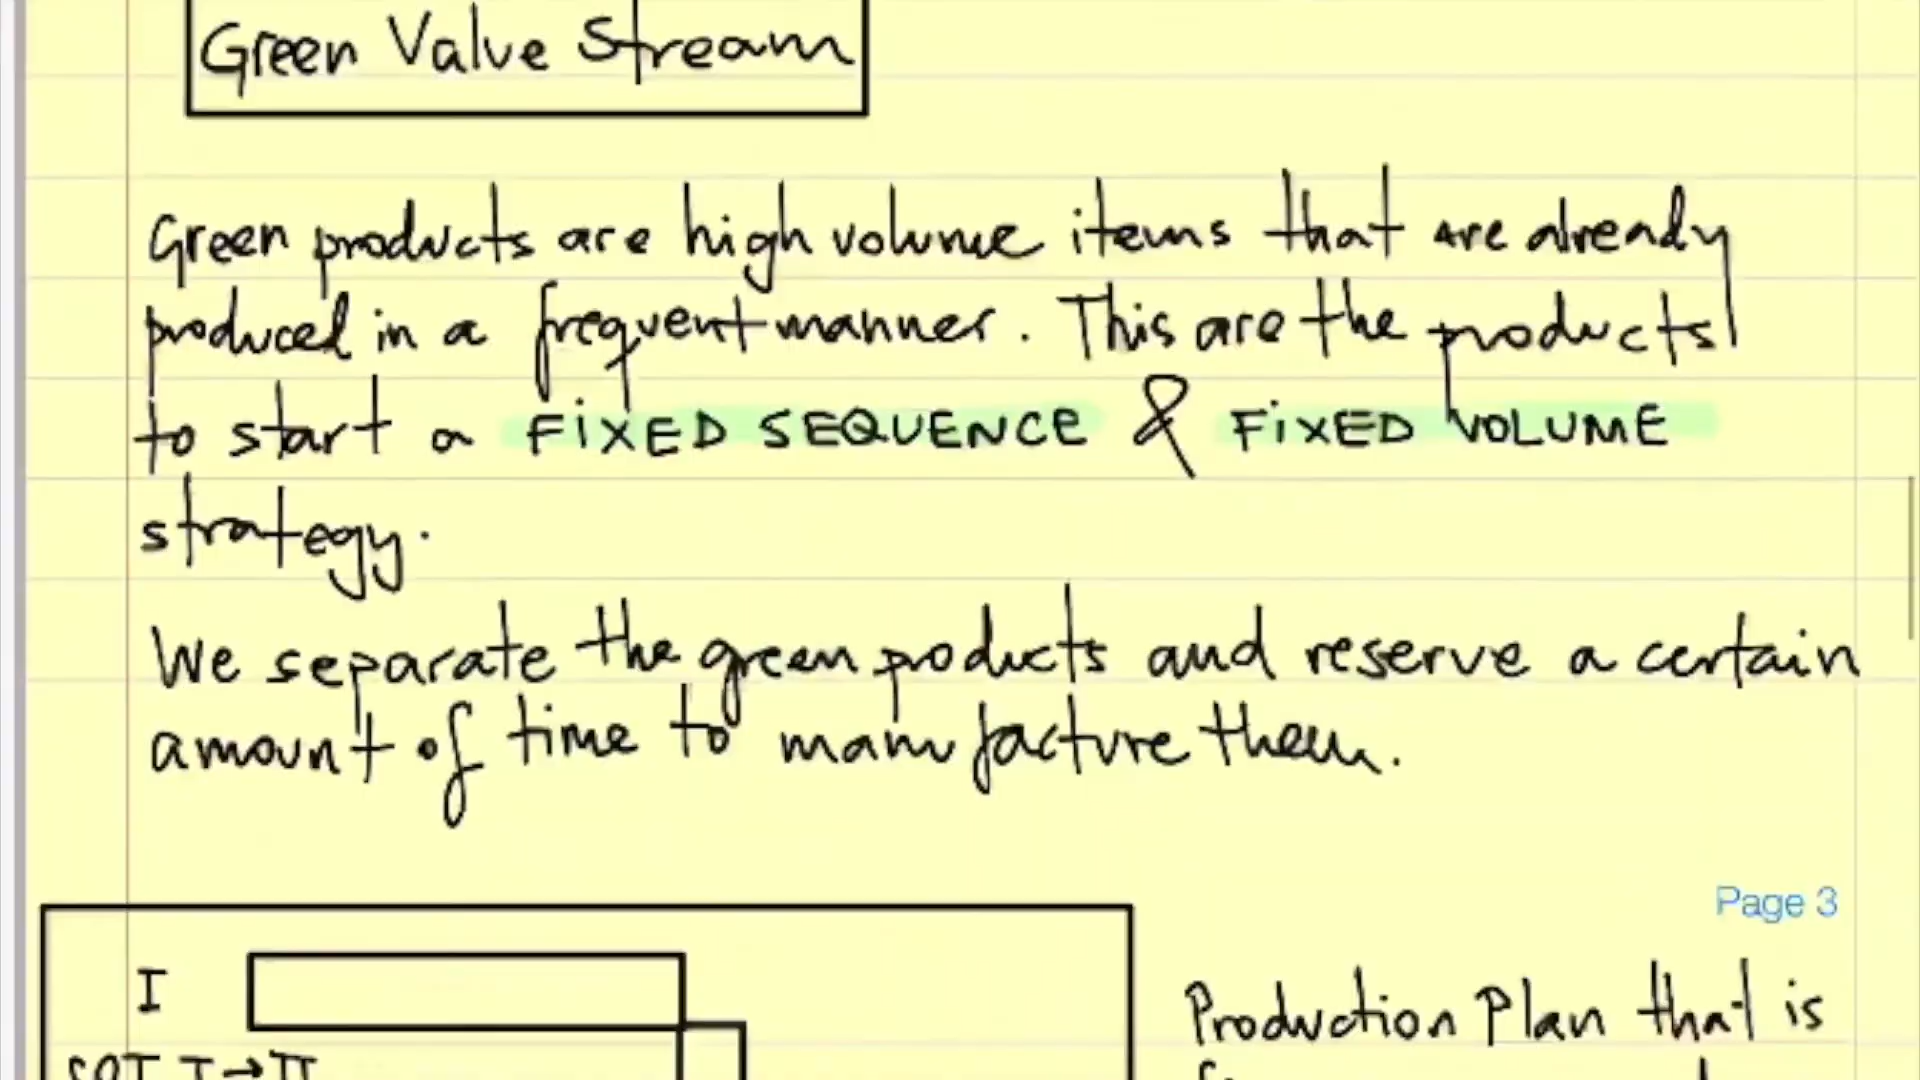 Green Value Stream
Green products are high volume items that are already
produced in a frequent manner. This are the products
to start a FiXED SEQUENCE & FiXED VOLUME
strategy.
We separate the green products and reserve a certain
amount of time to manufacture them.
Page 3
I
Production Plan that is
I→II